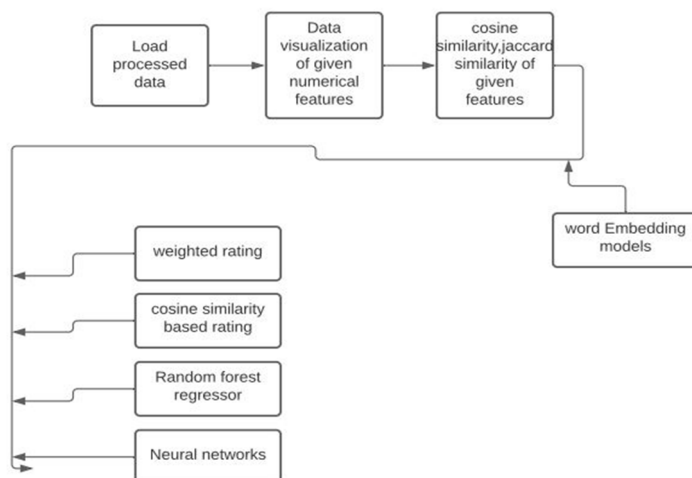 Load
processed
data
Data
visualization
of given
numerical
features
cosine
similarity,jaccard
similarity of
given
features
word Embedding
models
weighted rating
cosine similarity
based rating
Random forest
regressor
Neural networks